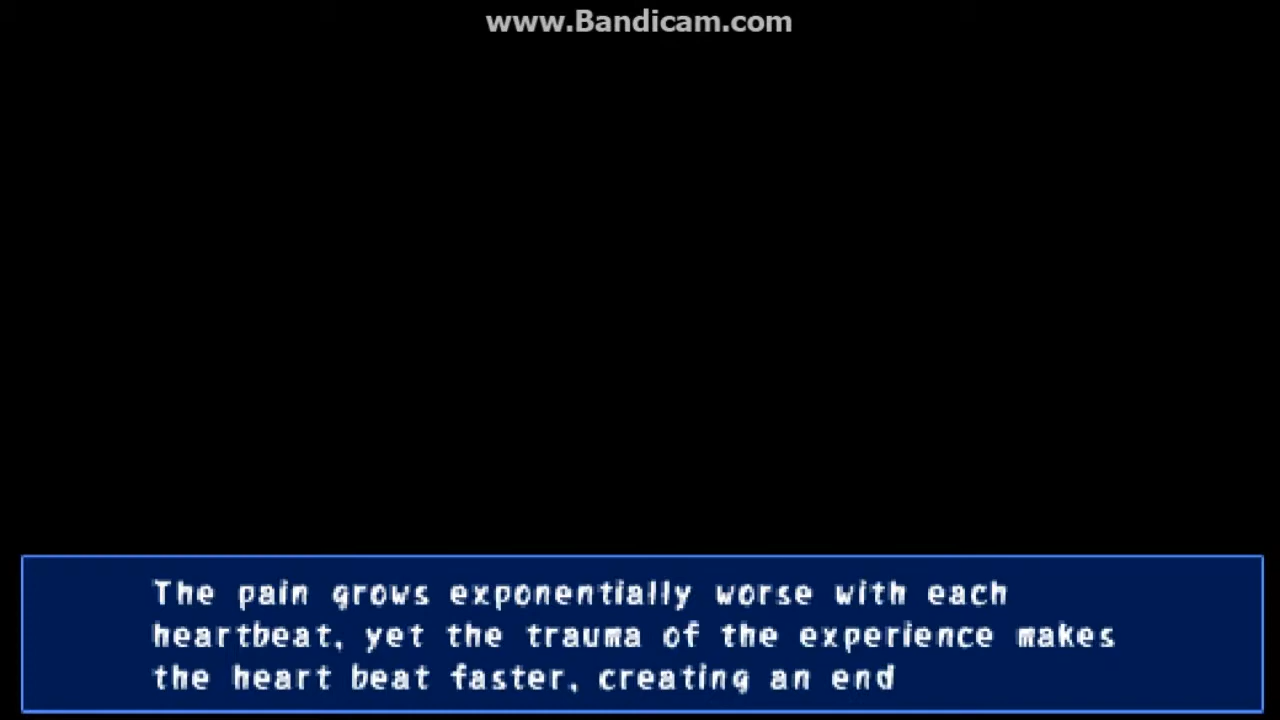 www.Bandicam.com
The pain grows exponentially worse with each
heartbeat, yet the trauma of the experience makes
the heart beat faster, creating an end